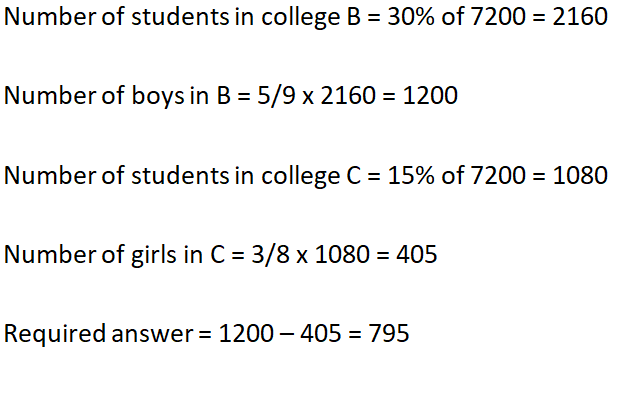 Number of students in college B = 30% of 7200 = 2160
Number of boys in B = 5/9 x 2160 = 1200
Number of students in college C = 15% of 7200 = 1080
Number of girls in C = 3/8 x 1080 = 405
Required answer = 1200 – 405 = 795